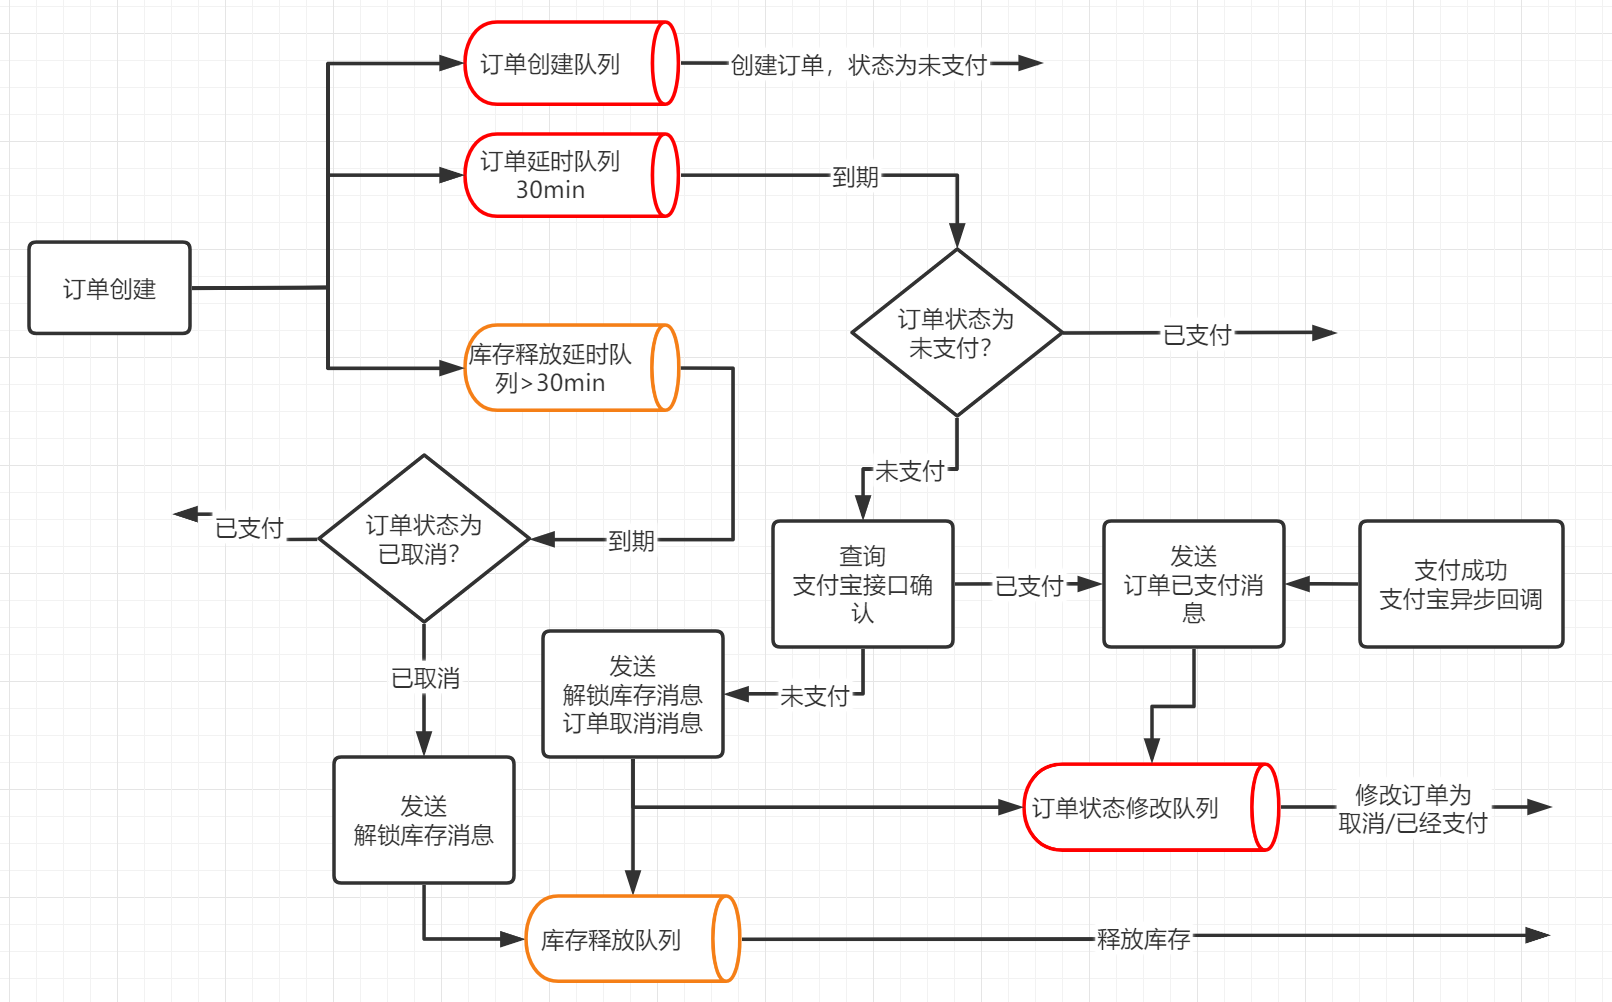 订单创建队列
创建订单，状态为未支付
订单延时队列
30min
到期
订单创建
订单状态为
未支付？
已支付
库存释放延时队
列>30min
未支付
订单状态为
已取消？
已支付
到期
查询
支付宝接口确
认
已支付
发送
订单已支付消
息
支付成功
支付宝异步回调
已取消
发送
解锁库存消息
订单取消消息
未支付
发送
解锁库存消息
订单状态修改队列
修改订单为
取消/已经支付
库存释放队列
释放库存